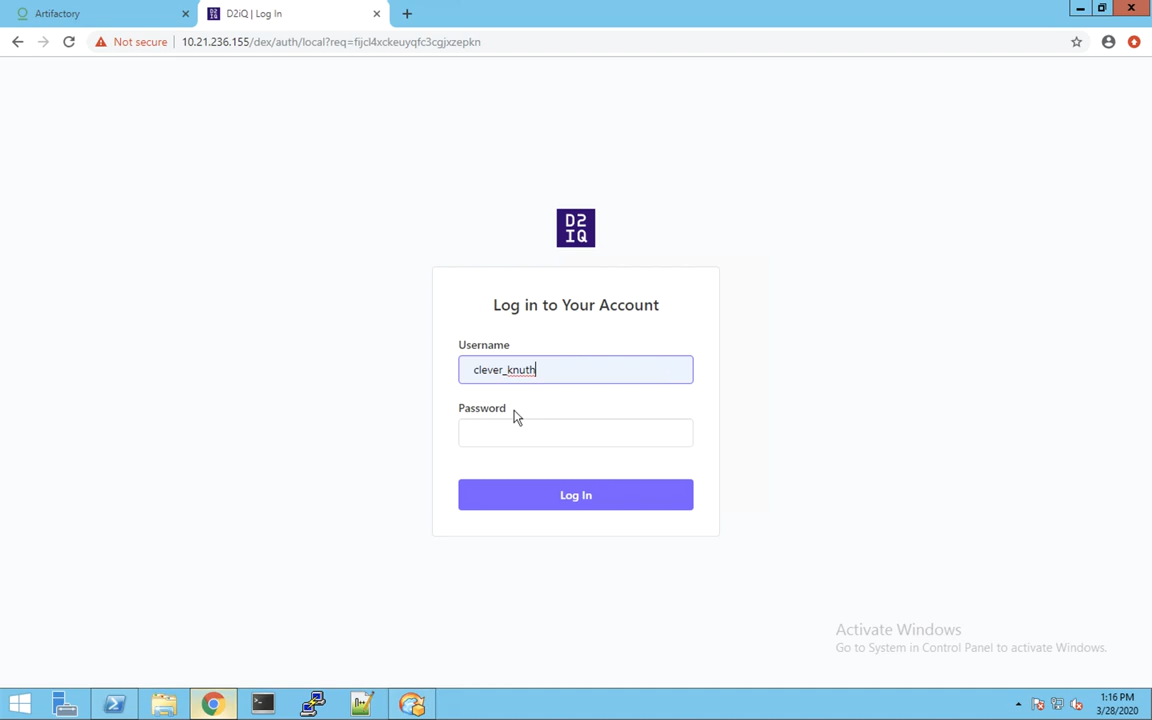 Artifactory
D2iQ | Log In
Not secure
10.21.236.155/dex/auth/local?req=fijcl4xckeuyqfc3cgjxzepkn
D2
IQ
Log in to Your Account
Username
clever_knuth
Password
Log In
Activate Windows
Go to System in Control Panel to activate Windows.
1:16 PM
3/28/2020